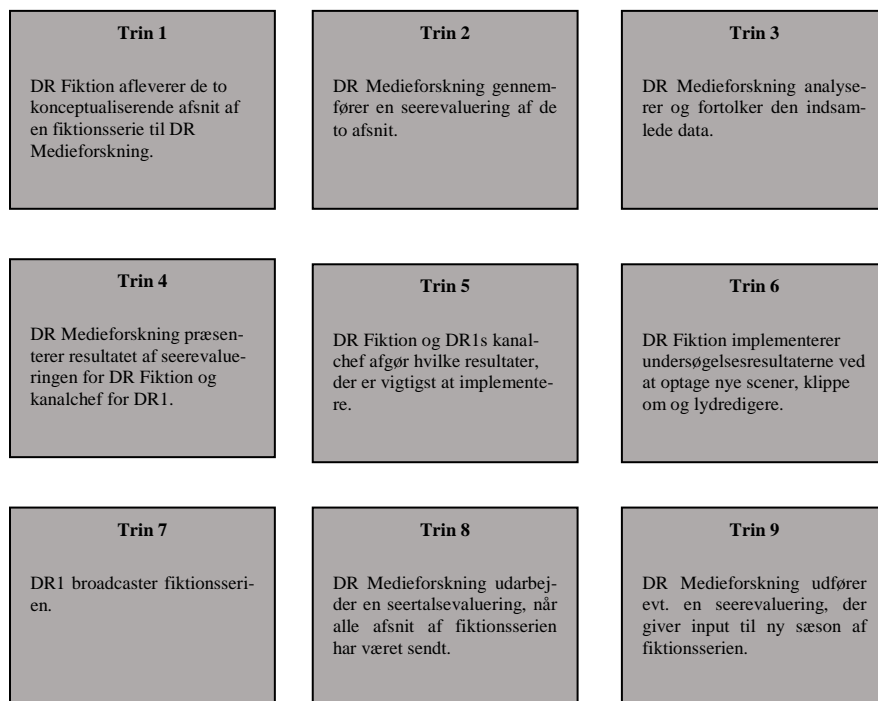 Trin 1
DR Fiktion afleverer de to
konceptualiserende afsnit af
en fiktionsserie til DR
Medieforskning.
Trin 2
DR Medieforskning gennem-
fører en seerevaluering af de
to afsnit.
Trin 3
DR Medieforskning analyse-
rer og fortolker den indsam-
lede data.
Trin 4
DR Medieforskning præsen-
terer resultatet af seerevalue-
ringen for DR Fiktion og
kanalchef for DR1.
Trin 5
DR Fiktion og DR1s kanal-
chef afgør hvilke resultater,
der er vigtigst at implemente-
re.
Trin 6
DR Fiktion implementerer
undersøgelsesresultaterne ved
at optage nye scener, klippe
om og lydredigere.
Trin 7
DR1 broadcaster fiktionsseri-
en.
Trin 8
DR Medieforskning udarbej-
der en seertalsevaluering, når
alle afsnit af fiktionsserien
har været sendt.
Trin 9
DR Medieforskning udfører
evt. en seerevaluering, der
giver input til ny sæson af
fiktionsserien.